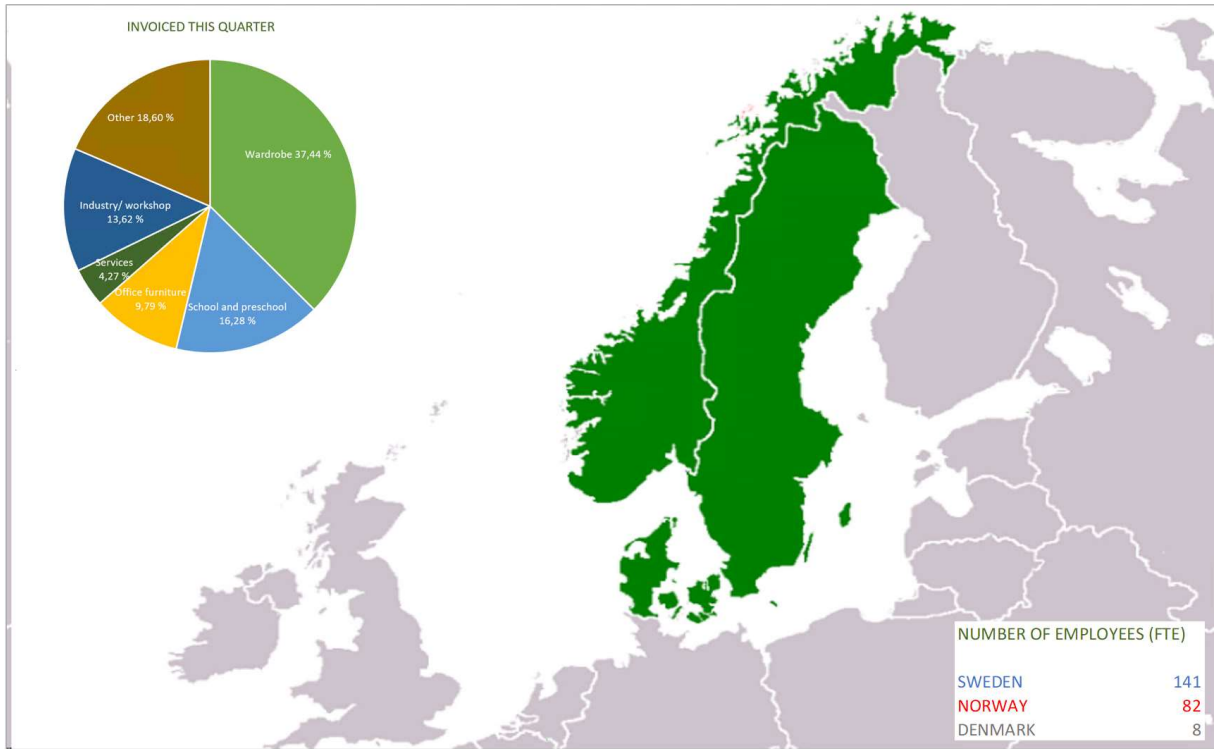 INVOICED THIS QUARTER
Other 18,60 %
Wardrobe 37,44 %
Industry/ workshop
13,62 %
Services
4,27 %
Office furniture
9,79 %
School and preschool
16,28 %
NUMBER OF EMPLOYEES (FTE)
SWEDEN 141
NORWAY 82
DENMARK 8